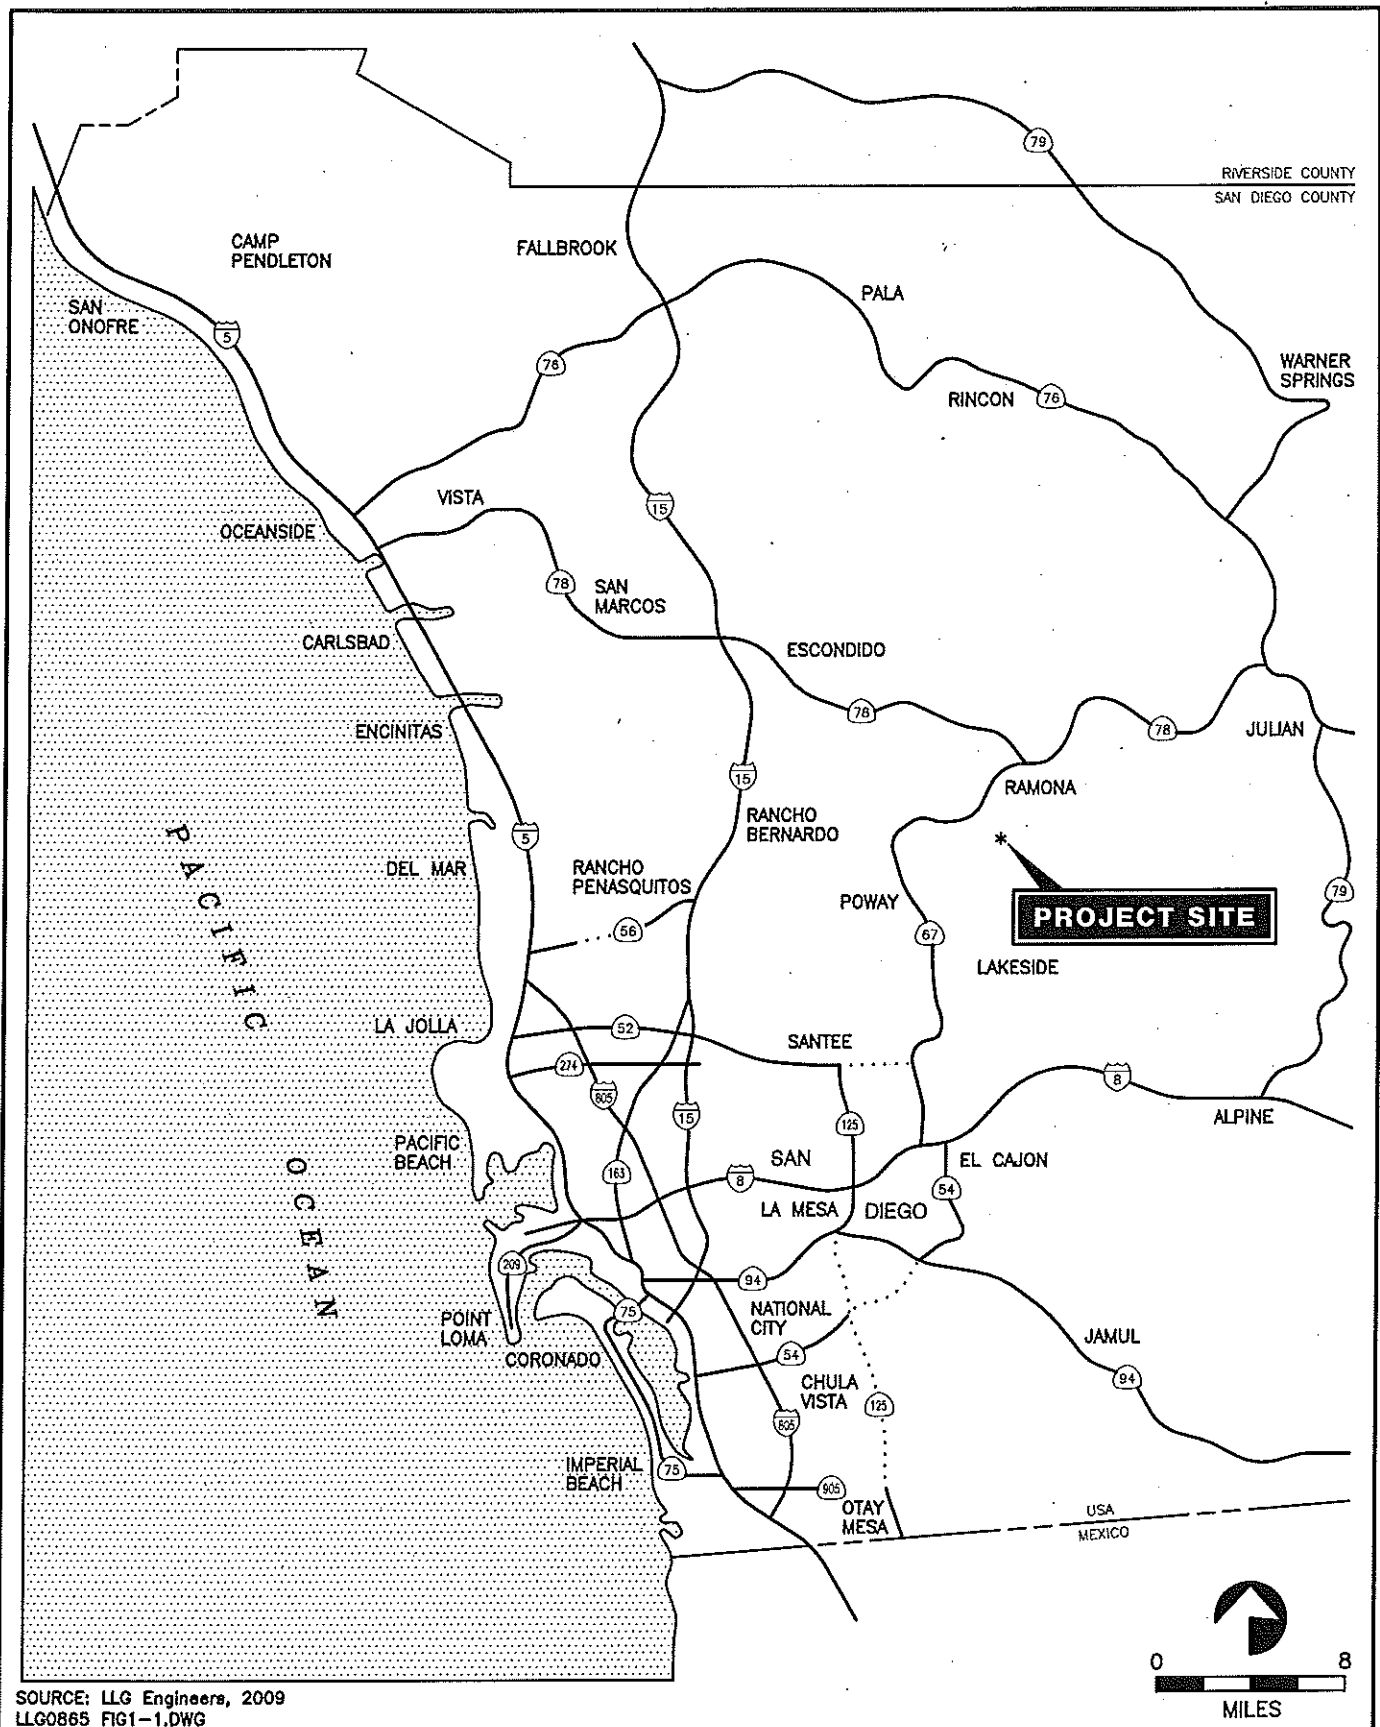 79
RIVERSIDE COUNTY
SAN DIEGO COUNTY
CAMP
PENDLETON
FALLBROOK
PALA
SAN
ONOFRE
5
76
WARNER
SPRINGS
RINCON
76
VISTA
15
OCEANSIDE
78
SAN
MARCOS
CARLSBAD
ESCONDIDO
78
78
ENCINITAS
JULIAN
15
RAMONA
RANCHO
BERNARDO
5
*
DEL MAR
RANCHO
PENASQUITOS
POWAY
79
PROJECT SITE
56
67
LAKESIDE
PACIFIC
OCEAN
LA JOLLA
52
SANTEE
274
805
8
15
125
ALPINE
PACIFIC
BEACH
163
SAN
DIEGO
8
EL CAJON
54
LA MESA
209
94
POINT
LOMA
75
NATIONAL
CITY
CORONADO
54
JAMUL
94
CHULA
VISTA
125
805
IMPERIAL
BEACH
75
905
OTAY
MESA
USA
MEXICO
0 8
MILES
SOURCE: LLG Engineers, 2009
LLG0865 FIG1-1.DWG